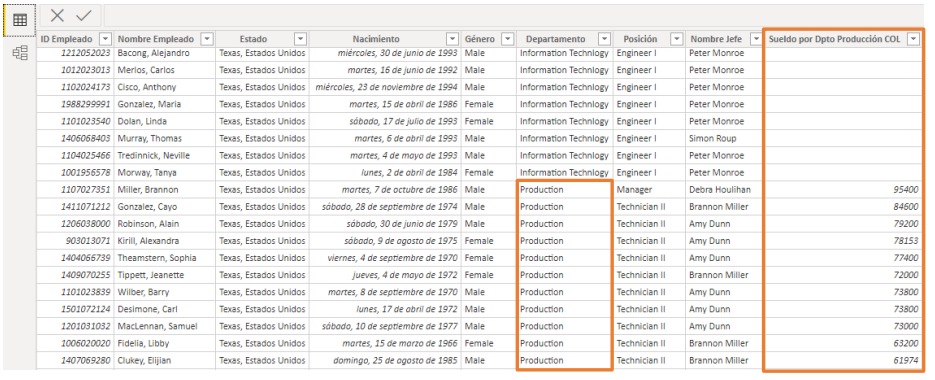 ID Empleado Nombre Empleado Estado Nacimiento Género Departamento Posición Nombre Jefe Sueldo por Dpto Producción COL
1212052023 Bacong, Alejandro Texas, Estados Unidos miércoles, 30 de junio de 1993 Male Information Technlogy Engineer I Peter Monroe
1012023013 Merlos, Carlos Texas, Estados Unidos martes, 16 de junio de 1992 Male Information Technlogy Engineer I Peter Monroe
1102024173 Cisco, Anthony Texas, Estados Unidos miércoles, 23 de noviembre de 1994 Male Information Technlogy Engineer I Peter Monroe
1988299991 Gonzalez, Maria Texas, Estados Unidos martes, 15 de abril de 1986 Female Information Technlogy Engineer I Peter Monroe
1101023540 Dolan, Linda Texas, Estados Unidos sábado, 17 de julio de 1993 Female Information Technlogy Engineer I Peter Monroe
1406068403 Murray, Thomas Texas, Estados Unidos martes, 6 de abril de 1993 Male Information Technlogy Engineer I Simon Roup
1104025466 Tredinnick, Neville Texas, Estados Unidos martes, 4 de mayo de 1993 Male Information Technlogy Engineer I Peter Monroe
1001956578 Morway, Tanya Texas, Estados Unidos lunes, 2 de abril de 1984 Female Information Technlogy Engineer I Peter Monroe
1107027351 Miller, Brannon Texas, Estados Unidos martes, 7 de octubre de 1986 Male Production Manager Debra Houlihan 95400
1411071212 Gonzalez, Cayo Texas, Estados Unidos sábado, 28 de septiembre de 1974 Male Production Technician II Brannon Miller 84600
1206038000 Robinson, Alain Texas, Estados Unidos sábado, 30 de junio de 1979 Male Production Technician II Amy Dunn 79200
903013071 Kirill, Alexandra Texas, Estados Unidos sábado, 9 de agosto de 1975 Female Production Technician II Amy Dunn 78153
1404066739 Theamstern, Sophia Texas, Estados Unidos viernes, 4 de septiembre de 1970 Female Production Technician II Amy Dunn 77400
1409070255 Tippett, Jeanette Texas, Estados Unidos jueves, 4 de mayo de 1972 Female Production Technician II Brannon Miller 72000
1101023839 Wilber, Barry Texas, Estados Unidos martes, 8 de septiembre de 1970 Male Production Technician II Amy Dunn 73800
1501072124 Desimone, Carl Texas, Estados Unidos lunes, 17 de abril de 1972 Male Production Technician II Amy Dunn 73800
1201031032 MacLennan, Samuel Texas, Estados Unidos sábado, 10 de septiembre de 1977 Male Production Technician II Amy Dunn 73000
1006020020 Fidelia, Libby Texas, Estados Unidos martes, 15 de marzo de 1966 Female Production Technician II Brannon Miller 63200
1407069280 Clukey, Elijian Texas, Estados Unidos domingo, 25 de agosto de 1985 Male Production Technician II Brannon Miller 61974